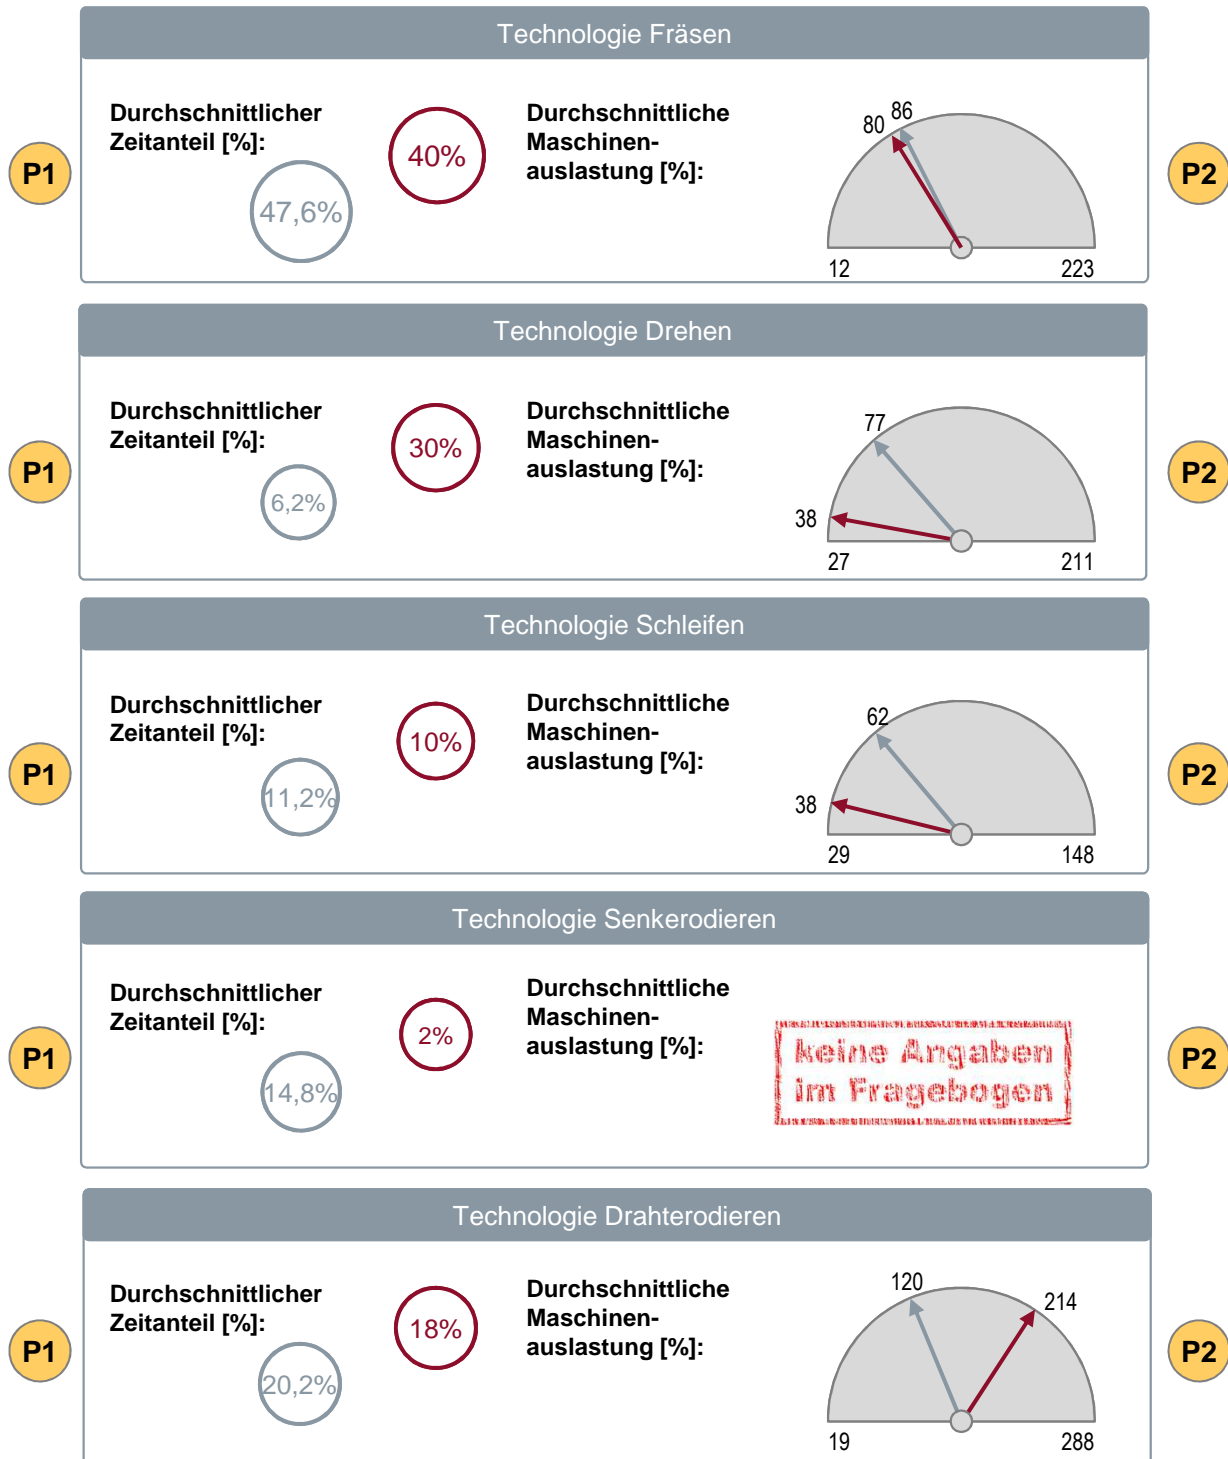 Technologie Fräsen
Durchschnittlicher
Zeitanteil [%]:
40%
47,6%
Durchschnittliche
Maschinen-
auslastung [%]:
80
86
12
223
P1
P2
Technologie Drehen
Durchschnittlicher
Zeitanteil [%]:
30%
6,2%
Durchschnittliche
Maschinen-
auslastung [%]:
77
38
27
211
P1
P2
Technologie Schleifen
Durchschnittlicher
Zeitanteil [%]:
10%
11,2%
Durchschnittliche
Maschinen-
auslastung [%]:
62
38
29
148
P1
P2
Technologie Senkerodieren
Durchschnittlicher
Zeitanteil [%]:
2%
14,8%
Durchschnittliche
Maschinen-
auslastung [%]:
keine Angaben
im Fragebogen
P1
P2
Technologie Drahterodieren
Durchschnittlicher
Zeitanteil [%]:
18%
20,2%
Durchschnittliche
Maschinen-
auslastung [%]:
120
214
19
288
P1
P2